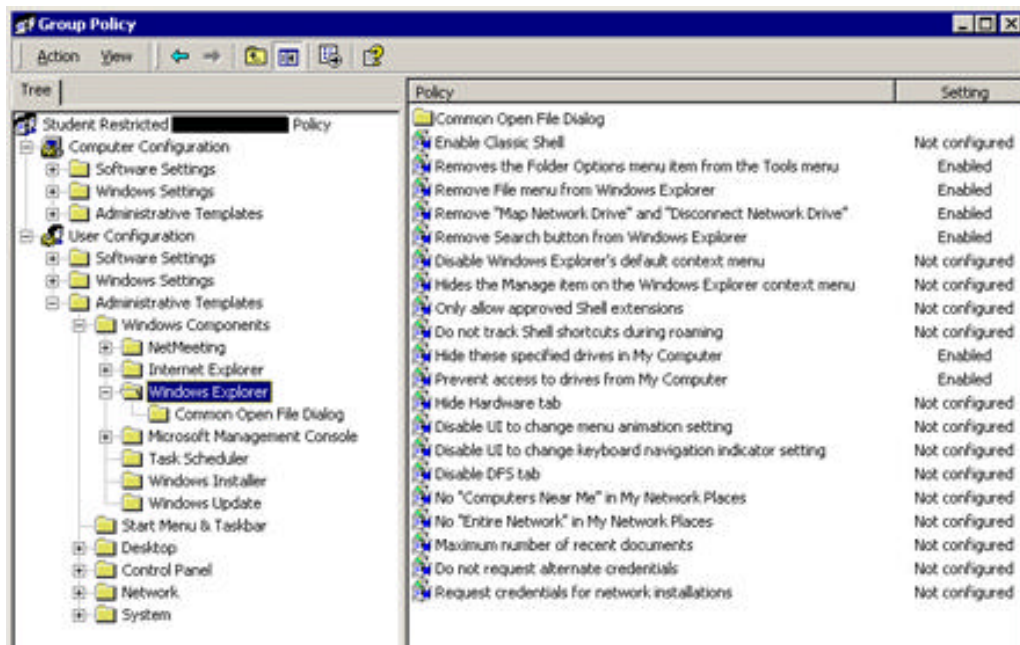 Group Policy
Action View
Tree
Student Restricted Policy
Computer Configuration
Software Settings
Windows Settings
Administrative Templates
User Configuration
Software Settings
Windows Settings
Administrative Templates
Windows Components
NetMeeting
Internet Explorer
Windows Explorer
Common Open File Dialog
Microsoft Management Console
Task Scheduler
Windows Installer
Windows Update
Start Menu & Taskbar
Desktop
Control Panel
Network
System
Policy Setting
Common Open File Dialog
Enable Classic Shell Not configured
Removes the Folder Options menu item from the Tools menu Enabled
Remove File menu from Windows Explorer Enabled
Remove "Map Network Drive" and "Disconnect Network Drive" Enabled
Remove Search button from Windows Explorer Enabled
Disable Windows Explorer's default context menu Not configured
Hides the Manage item on the Windows Explorer context menu Not configured
Only allow approved Shell extensions Not configured
Do not track Shell shortcuts during roaming Not configured
Hide these specified drives in My Computer Enabled
Prevent access to drives from My Computer Enabled
Hide Hardware tab Not configured
Disable UI to change menu animation setting Not configured
Disable UI to change keyboard navigation indicator setting Not configured
Disable DFS tab Not configured
No "Computers Near Me" in My Network Places Not configured
No "Entire Network" in My Network Places Not configured
Maximum number of recent documents Not configured
Do not request alternate credentials Not configured
Request credentials for network installations Not configured